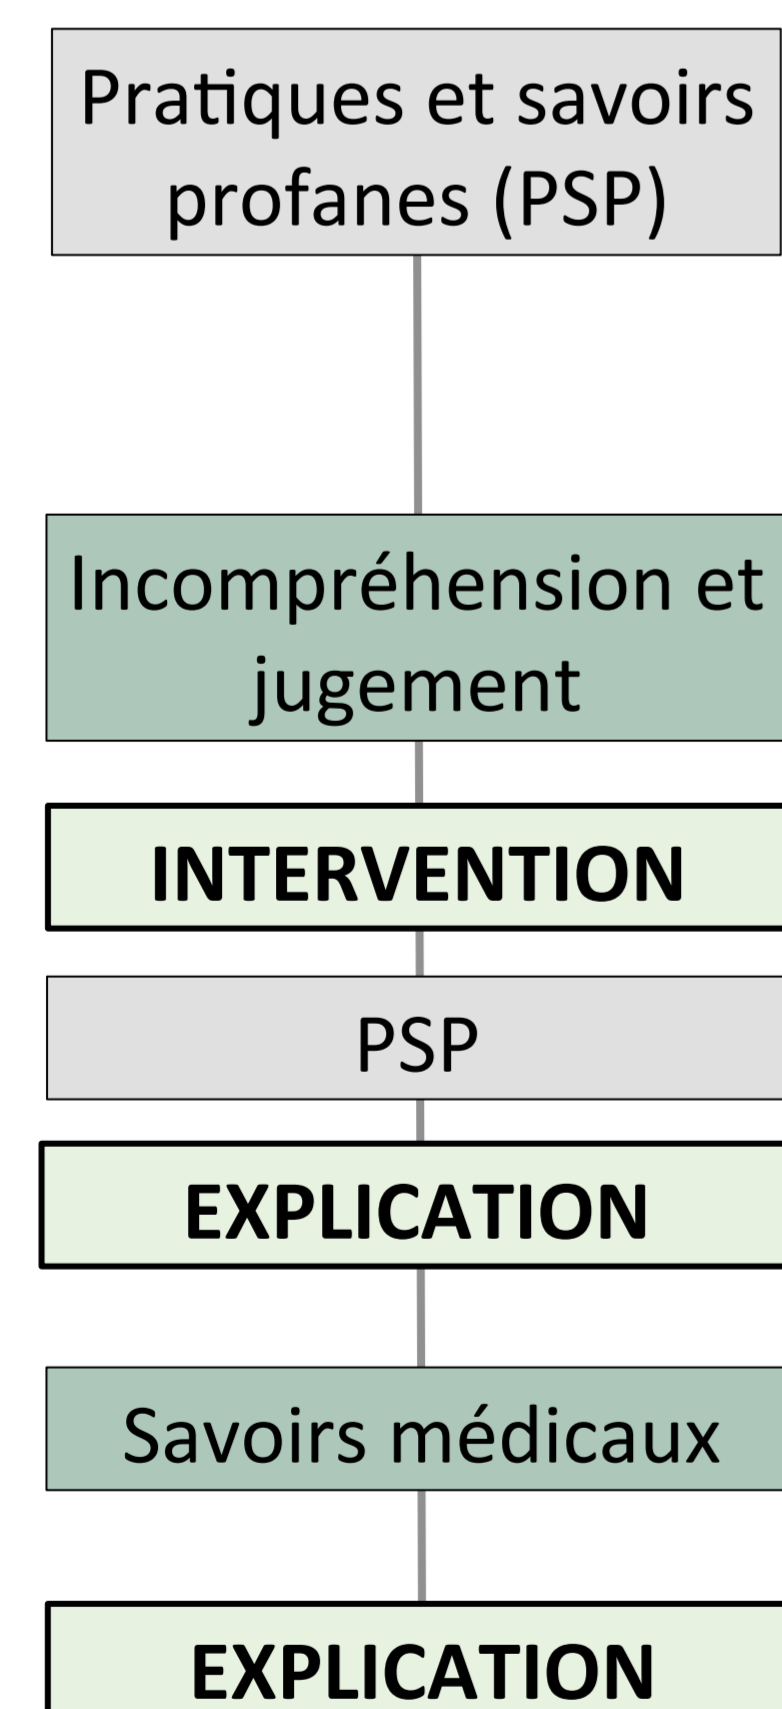 Pratiques et savoirs
profanes (PSP)
Incompréhension et
jugement
INTERVENTION
PSP
EXPLICATION
Savoirs médicaux
EXPLICATION